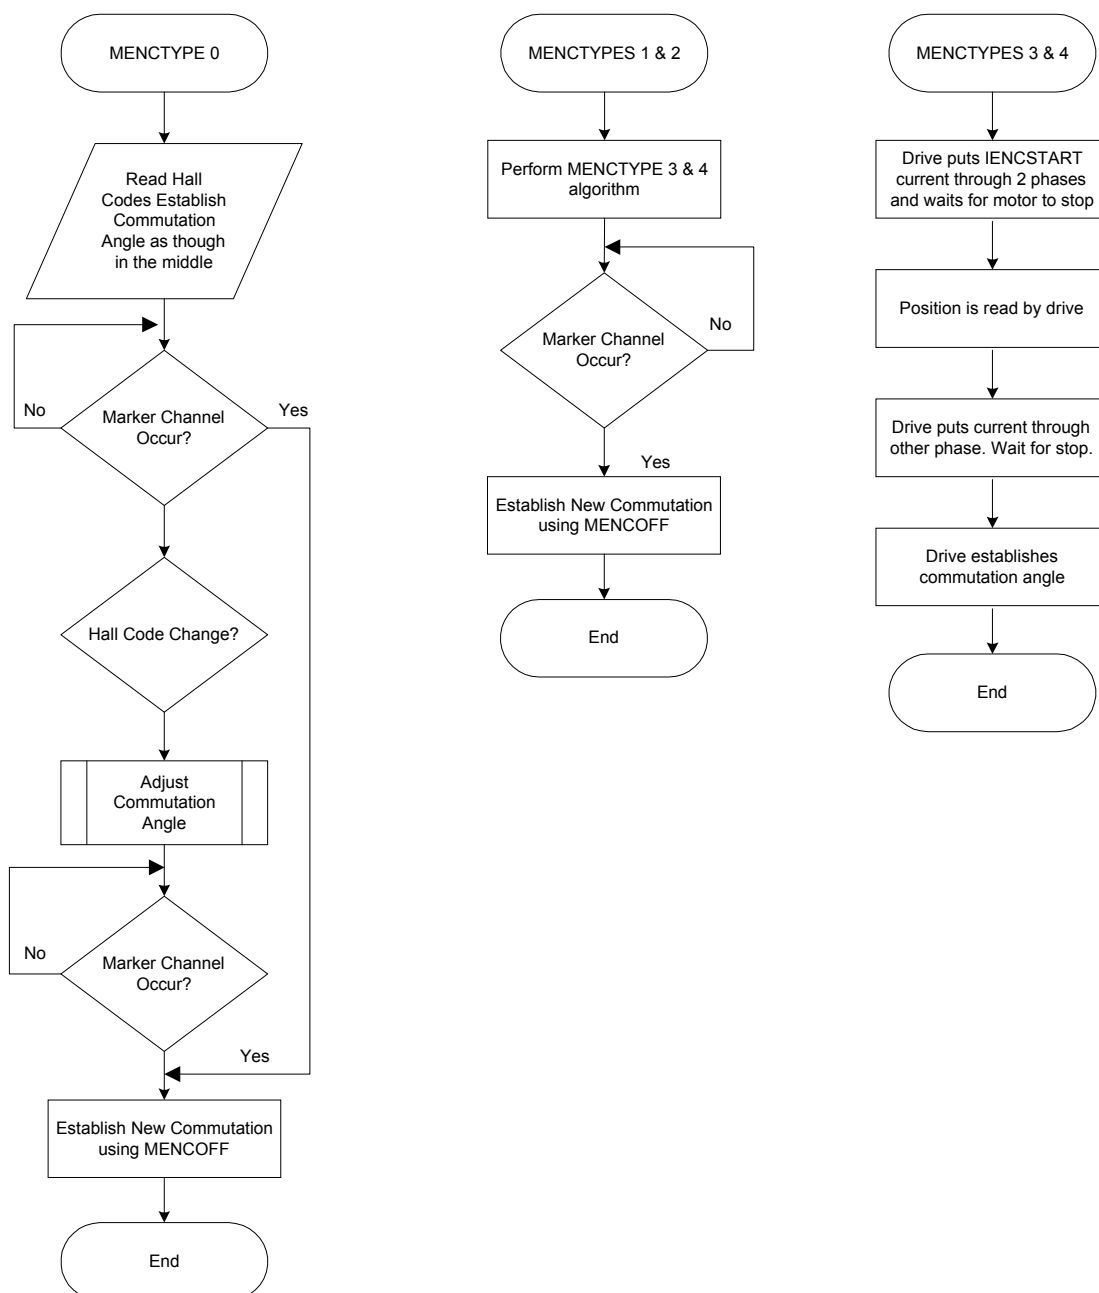 MENCTYPE 0
Read Hall
Codes Establish
Commutation
Angle as though
in the middle
No
Marker Channel
Occur?
Yes
Hall Code Change?
Adjust
Commutation
Angle
No
Marker Channel
Occur?
Yes
Establish New Commutation
using MENCOFF
End
MENCTYPES 1 & 2
Perform MENCTYPE 3 & 4
algorithm
No
Marker Channel
Occur?
Yes
Establish New Commutation
using MENCOFF
End
MENCTYPES 3 & 4
Drive puts IENCSTART
current through 2 phases
and waits for motor to stop
Position is read by drive
Drive puts current through
other phase. Wait for stop.
Drive establishes
commutation angle
End